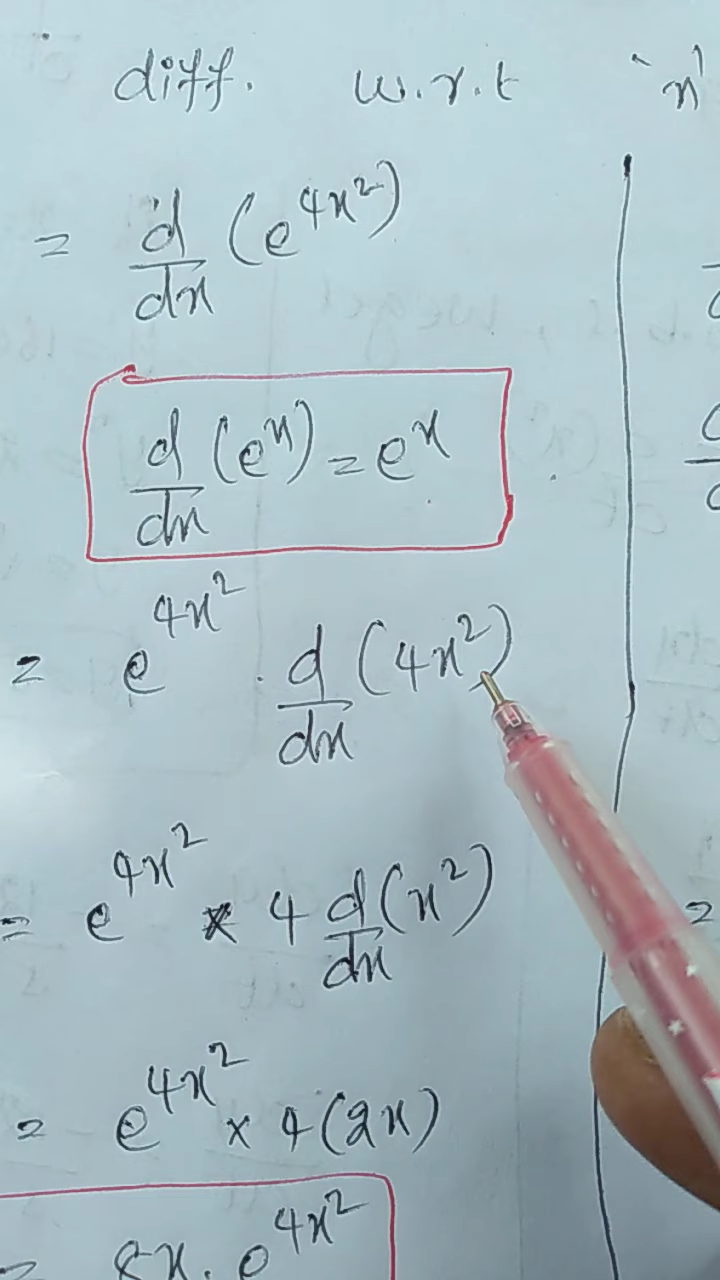 diff. w.r.t 'x'
= d/dx (e^{4x^2})
d/dx (e^x) = e^x
= e^{4x^2} . d/dx (4x^2)
= e^{4x^2} × 4 d/dx (x^2)
= e^{4x^2} × 4(2x)
= 8x. e^{4x^2}